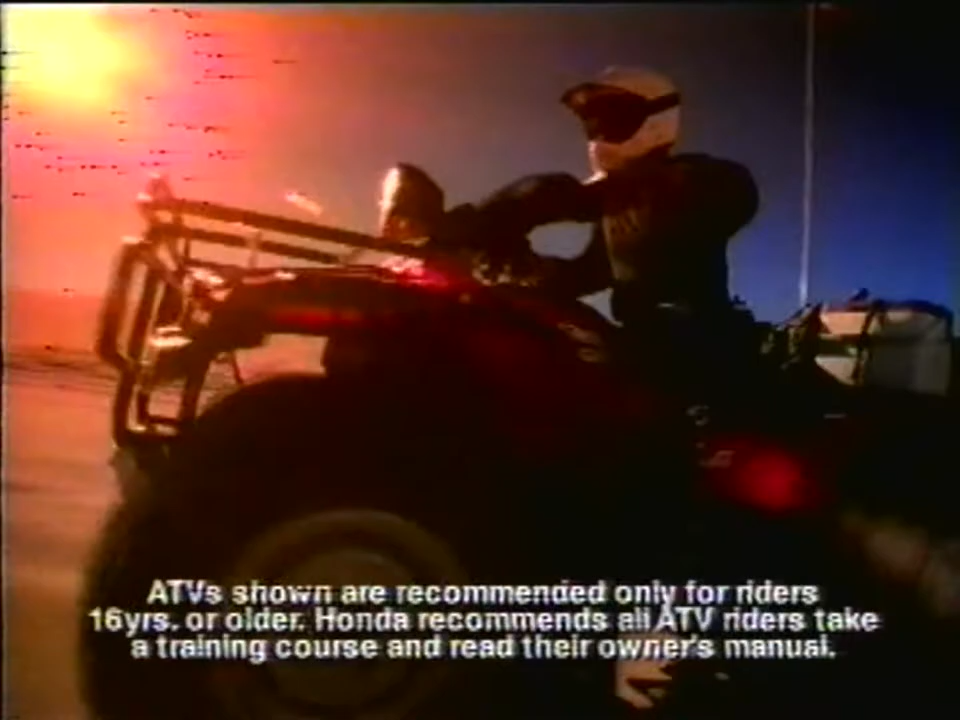 ATVs shown are recommended only for riders
16yrs. or older. Honda recommends all ATV riders take
a training course and read their owner's manual.